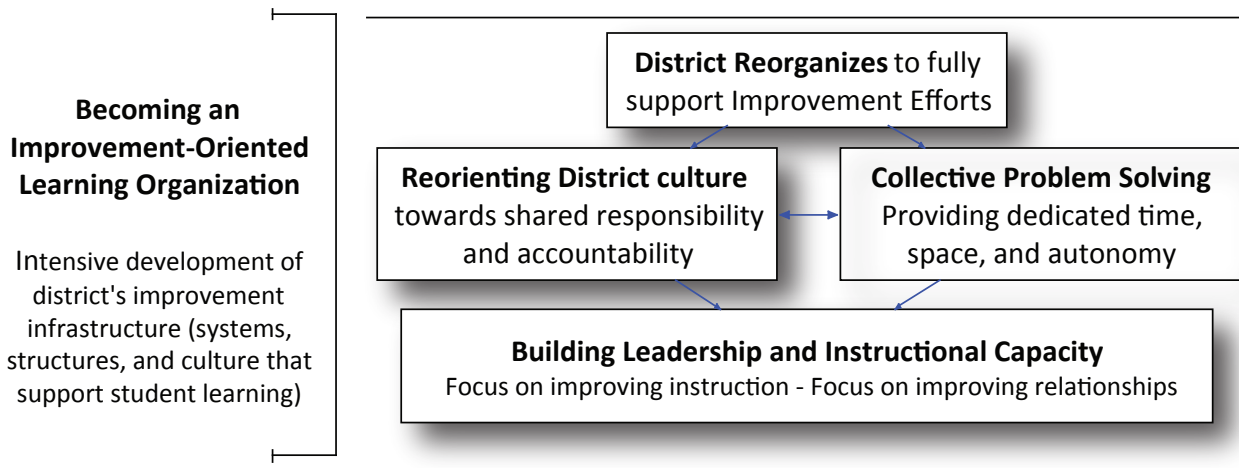 Becoming an
Improvement-Oriented
Learning Organization
Intensive development of
district's improvement
infrastructure (systems,
structures, and culture that
support student learning)
District Reorganizes to fully
support Improvement Efforts
Reorienting District culture
towards shared responsibility
and accountability
Collective Problem Solving
Providing dedicated time,
space, and autonomy
Building Leadership and Instructional Capacity
Focus on improving instruction - Focus on improving relationships